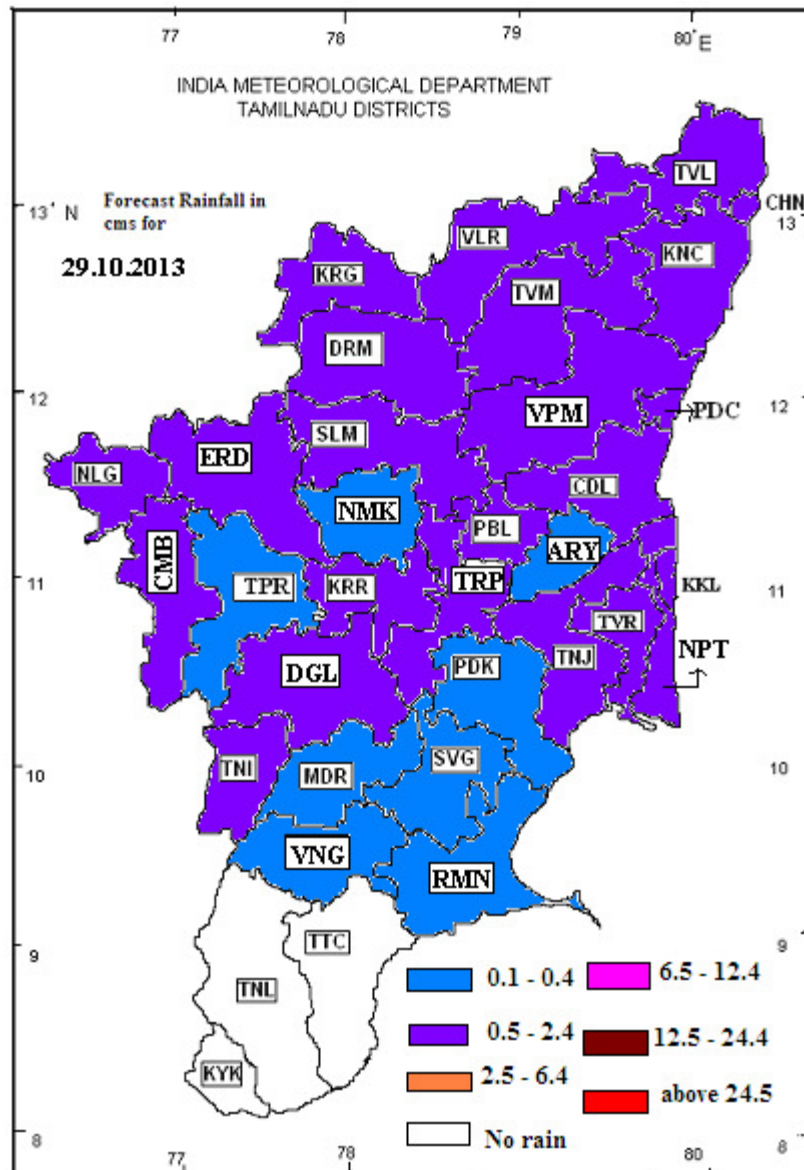 77 78 79 80° E
INDIA METEOROLOGICAL DEPARTMENT
TAMILNADU DISTRICTS
TVL
Forecast Rainfall in
cms for
13° N
CHN
13
VLR
KNC
KRG
29.10.2013
TVM
DRM
12
12
VPM
PDC
SLM
ERD
NLG
CDL
NMK
PBL
ARY
CMB
11
TPR
KRR
TRP
KKL
11
TVR
NPT
DGL
PDK
TNJ
10
TNI
MDR
SVG
10
VNG
RMN
9
TTC
9
0.1 - 0.4
6.5 - 12.4
TNL
0.5 - 2.4
12.5 - 24.4
KYK
2.5 - 6.4
above 24.5
8
No rain
8
77 78 80